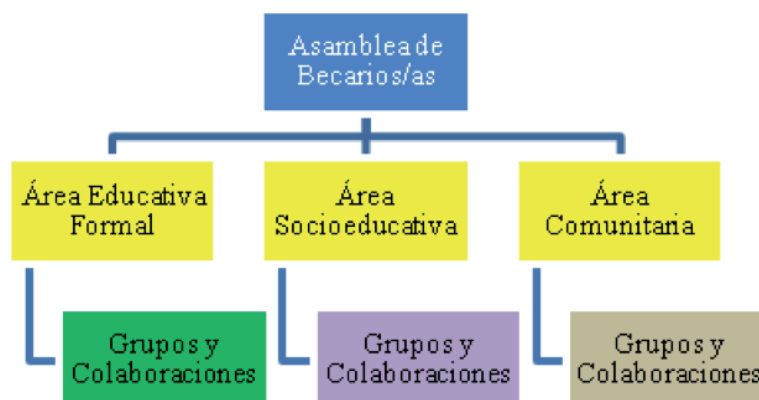 Asamblea de
Becarios/as
Área Educativa
Formal
Área
Socioeducativa
Área
Comunitaria
Grupos y
Colaboraciones
Grupos y
Colaboraciones
Grupos y
Colaboraciones